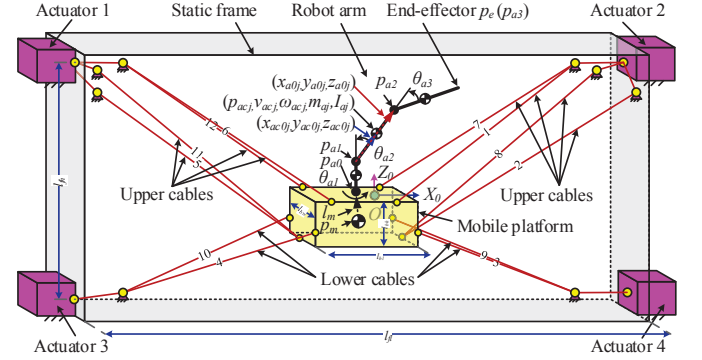 Actuator 1
Static frame
Robot arm
End-effector pe (pa3)
Actuator 2
(xa0j,ya0j,za0j)
pa2
θa3
(pacj,vacj,ωacj,maj,Iaj)
(xac0j,yac0j,zac0j)
12
6
7
1
8
2
11
5
pa1
pa0
θa2
θa1
Z0
X0
O
Upper cables
Upper cables
lm
pm
Mobile platform
10
4
9
3
Lower cables
Actuator 3
lfl
Actuator 4